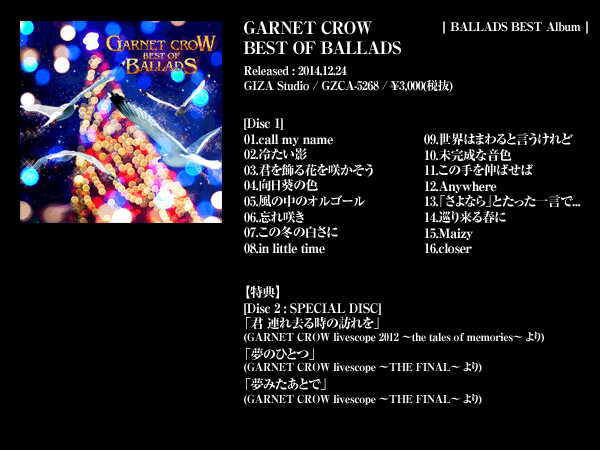 GARNET CROW
BEST OF
BALLADS
GARNET CROW
BEST OF BALLADS
| BALLADS BEST Album |
Released : 2014.12.24
GIZA Studio / GZCA-5268 / ¥3,000(税抜)
[Disc 1]
01.call my name
02.冷たい影
03.君を飾る花を咲かそう
04.向日葵の色
05.風の中のオルゴール
06.忘れ咲き
07.この冬の白さに
08.in little time
09.世界はまわると言うけれど
10.未完成な音色
11.この手を伸ばせば
12.Anywhere
13.「さよなら」とたった一言で...
14.巡り来る春に
15.Maizy
16.closer
【特典】
[Disc 2 : SPECIAL DISC]
「君 連れ去る時の訪れを」
(GARNET CROW livescope 2012 ～the tales of memories～ より)
「夢のひとつ」
(GARNET CROW livescope ～THE FINAL～ より)
「夢みたあとで」
(GARNET CROW livescope ～THE FINAL～ より)